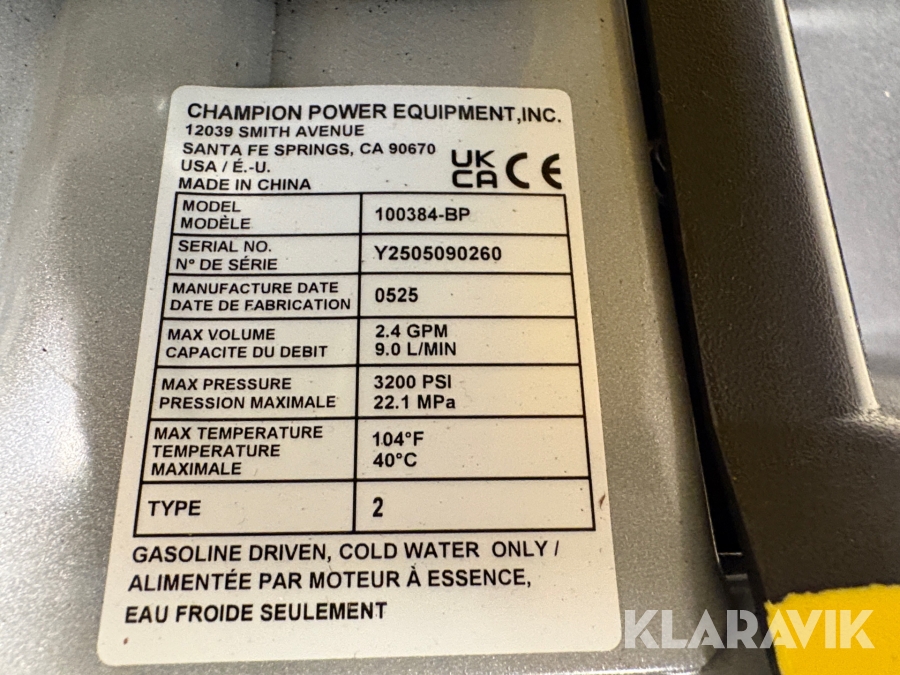 CHAMPION POWER EQUIPMENT,INC.
12039 SMITH AVENUE
SANTA FE SPRINGS, CA 90670
USA / É.-U.
MADE IN CHINA
UK
CA CE
MODEL
MODÈLE
100384-BP
SERIAL NO.
N° DE SÉRIE
Y2505090260
MANUFACTURE DATE
DATE DE FABRICATION
0525
MAX VOLUME
CAPACITE DU DEBIT
2.4 GPM
9.0 L/MIN
MAX PRESSURE
PRESSION MAXIMALE
3200 PSI
22.1 MPa
MAX TEMPERATURE
TEMPERATURE
MAXIMALE
104°F
40°C
TYPE
2
GASOLINE DRIVEN, COLD WATER ONLY /
ALIMENTÉE PAR MOTEUR À ESSENCE,
EAU FROIDE SEULEMENT
KLARAVIK